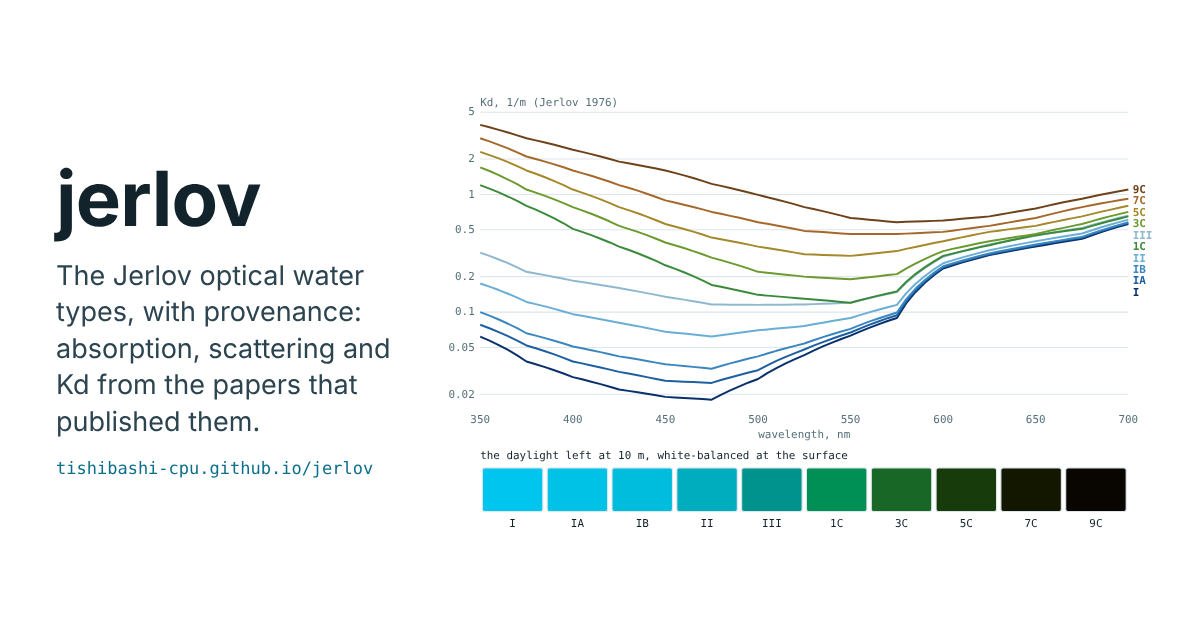 jerlov
The Jerlov optical water
types, with provenance:
absorption, scattering and
Kd from the papers that
published them.
tishibashi-cpu.github.io/jerlov
Kd, 1/m (Jerlov 1976)
5
2
1
0.5
0.2
0.1
0.05
0.02
9C
7C
5C
3C
III
1C
II
IB
IA
I
350 400 450 500 550 600 650 700
wavelength, nm
the daylight left at 10 m, white-balanced at the surface
I IA IB II III 1C 3C 5C 7C 9C